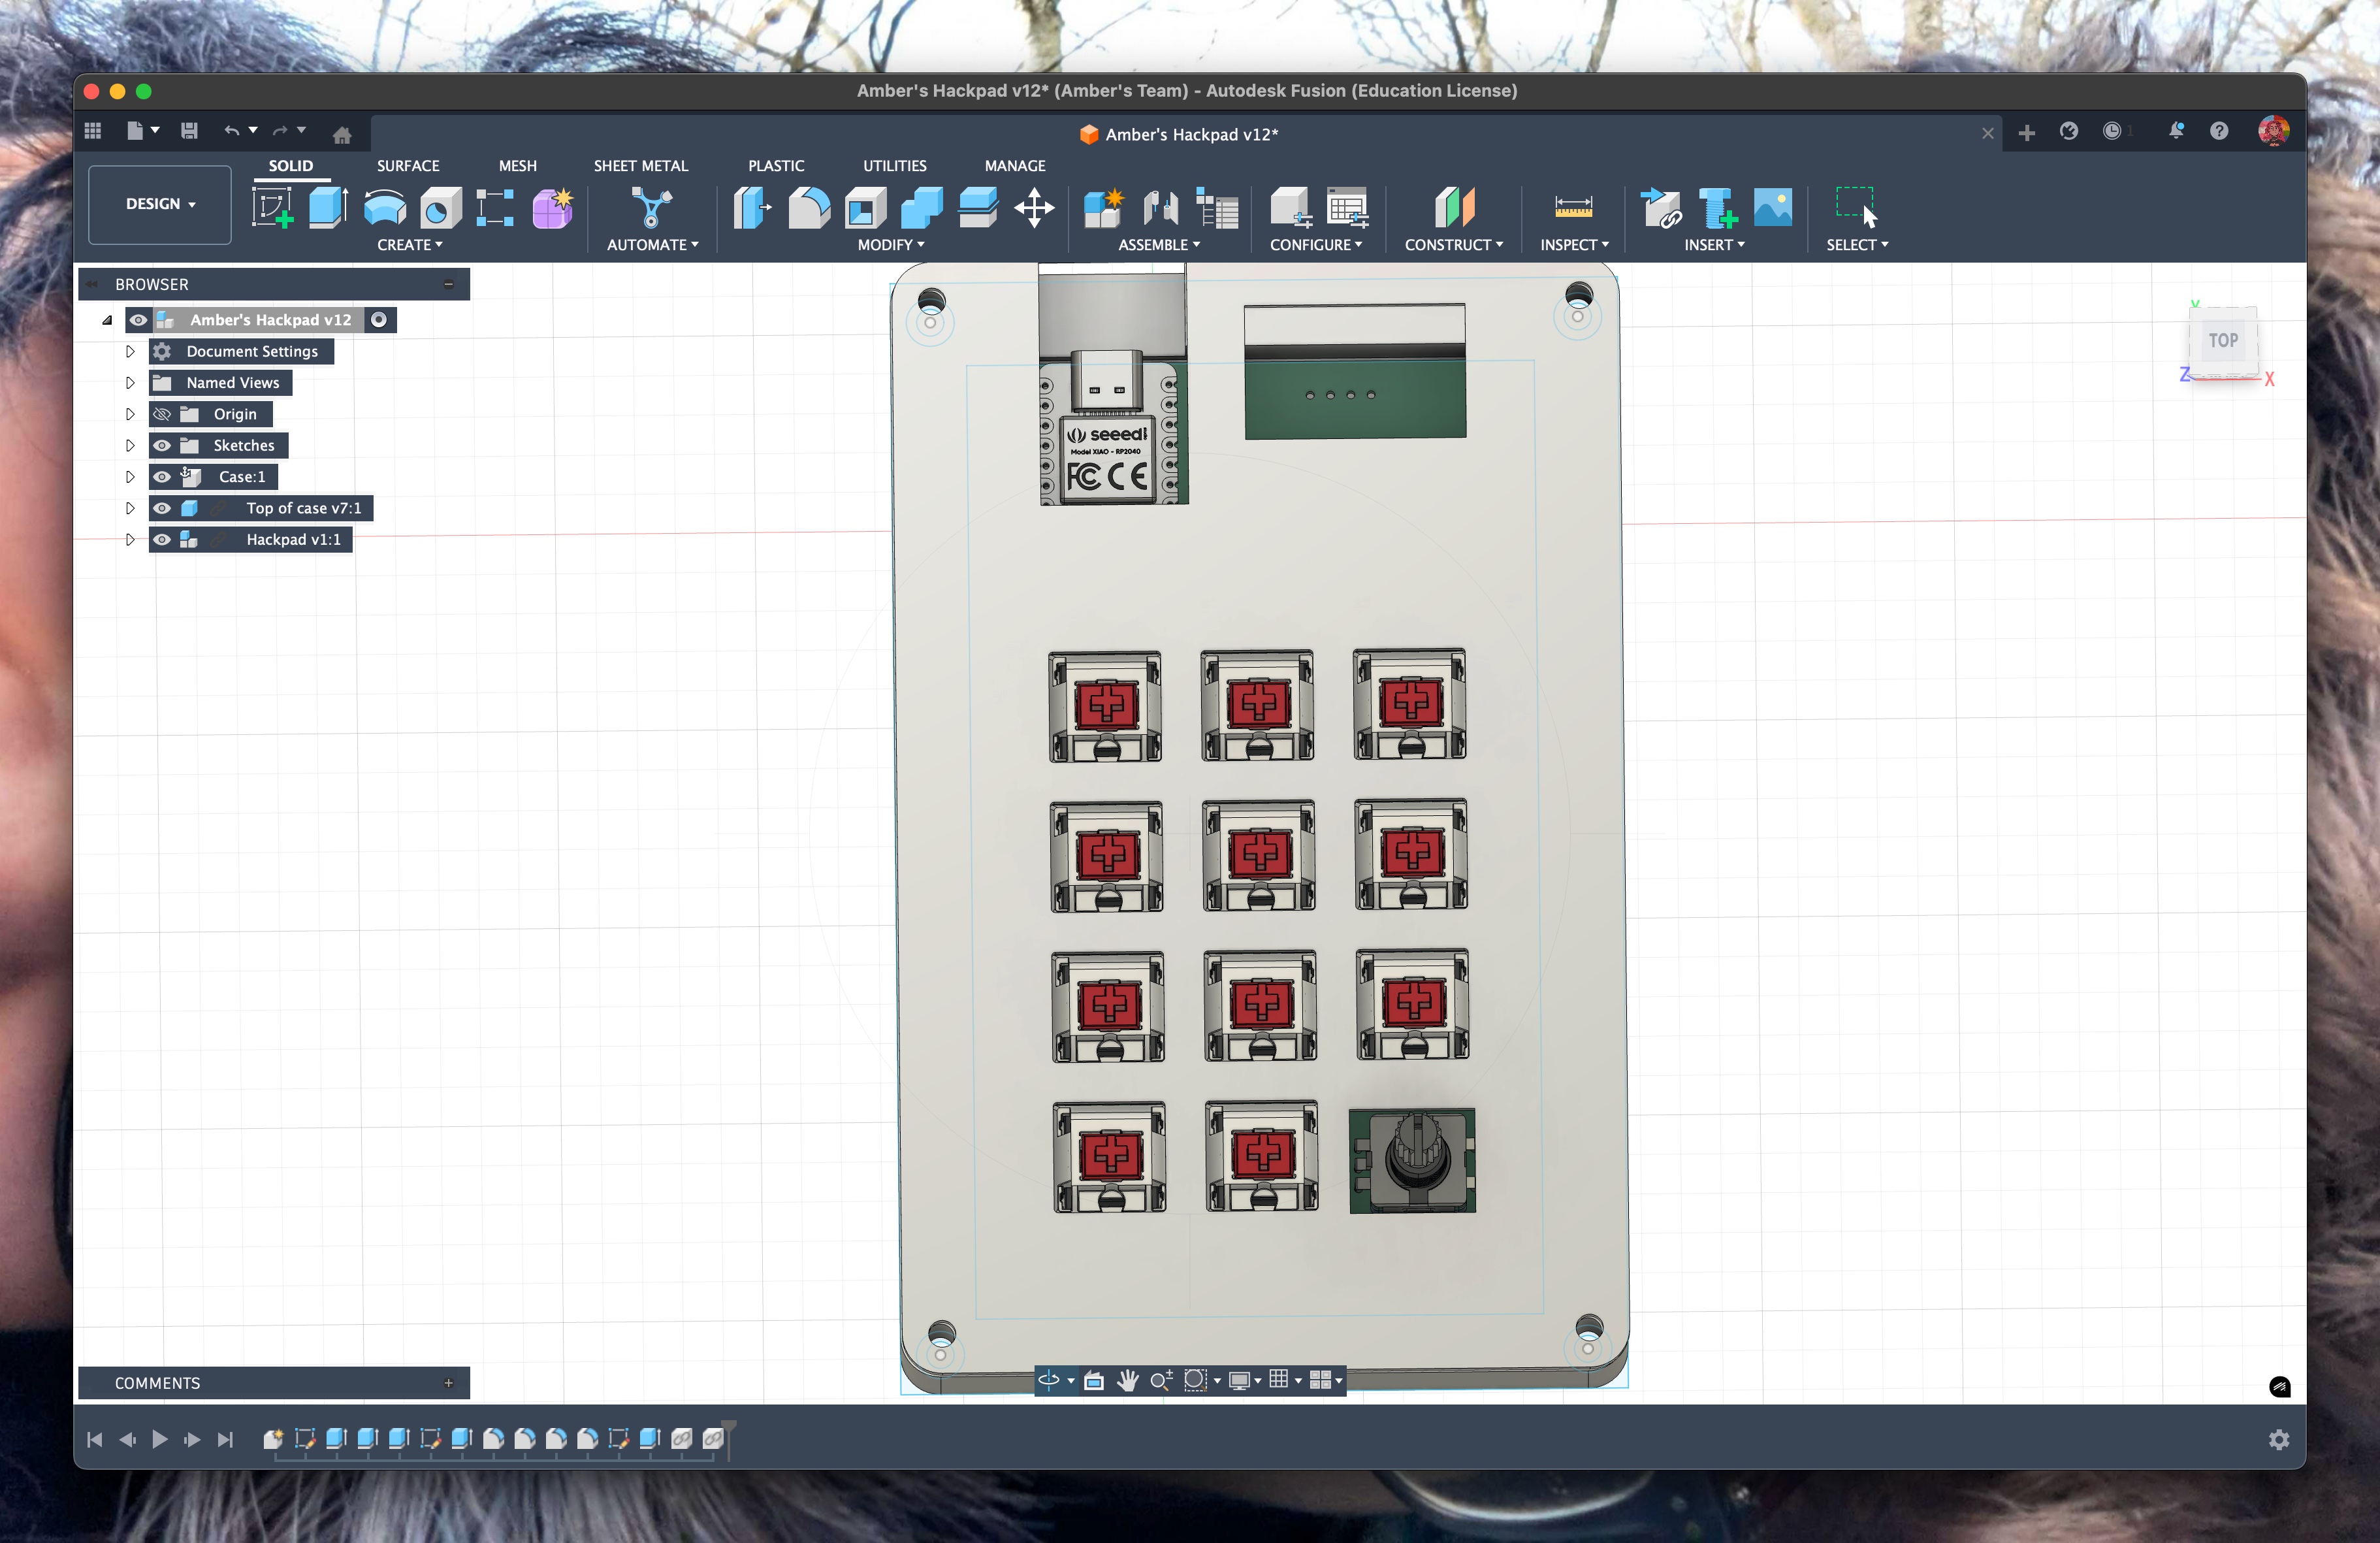 Amber's Hackpad v12* (Amber's Team) - Autodesk Fusion (Education License)
Amber's Hackpad v12*
1
DESIGN
SOLID
SURFACE
MESH
SHEET METAL
PLASTIC
UTILITIES
MANAGE
CREATE
AUTOMATE
MODIFY
ASSEMBLE
CONFIGURE
CONSTRUCT
INSPECT
INSERT
SELECT
BROWSER
Amber's Hackpad v12
Document Settings
Named Views
Origin
Sketches
Case:1
Top of case v7:1
Hackpad v1:1
seeed
Model XIAO - RP2040
FC CE
Y
TOP
Z
X
COMMENTS